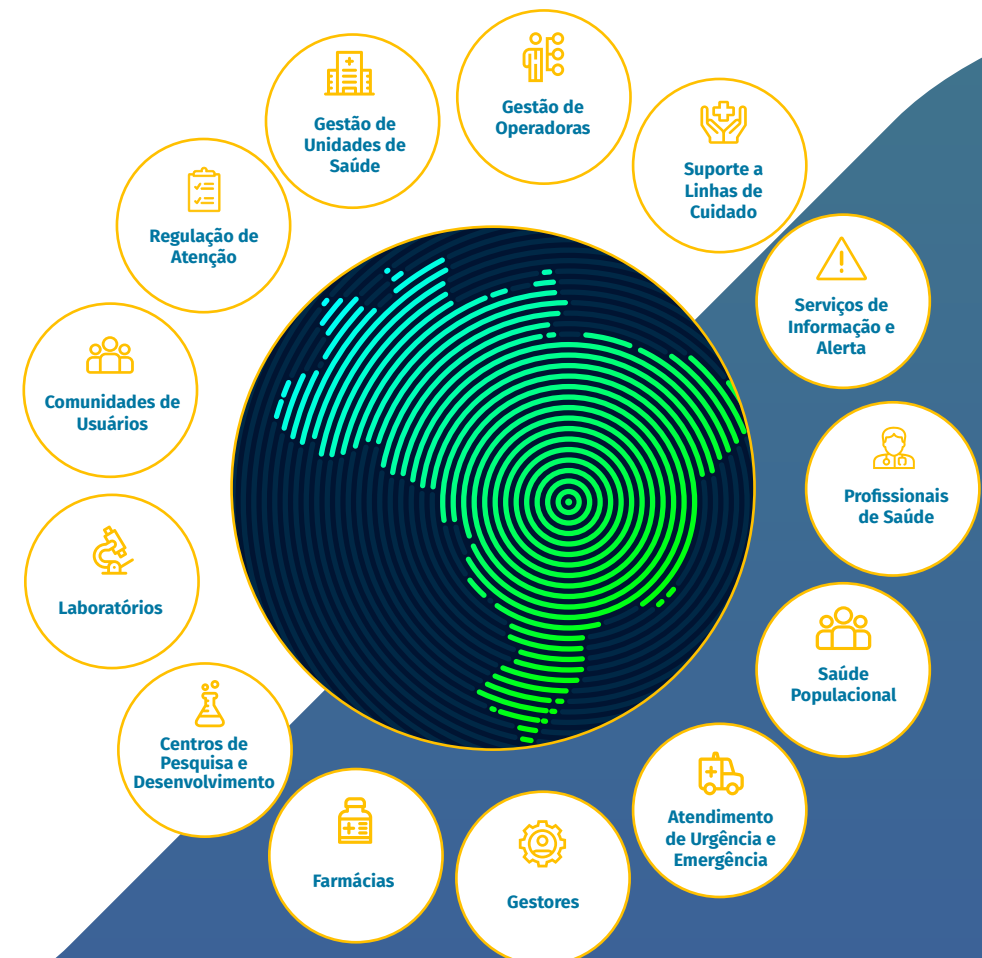 Gestão de
Operadoras
Suporte a
Linhas de
Cuidado
Serviços de
Informação e
Alerta
Profissionais
de Saúde
Saúde
Populacional
Atendimento
de Urgência e
Emergência
Gestores
Farmácias
Centros de
Pesquisa e
Desenvolvimento
Laboratórios
Comunidades de
Usuários
Regulação de
Atenção
Gestão de
Unidades de
Saúde